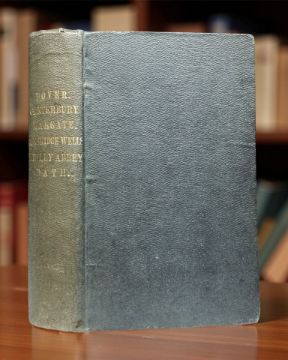 DOVER.
CANTERBURY
MARGATE.
TUNBRIDGE WELLS
ABBEY
BATH.